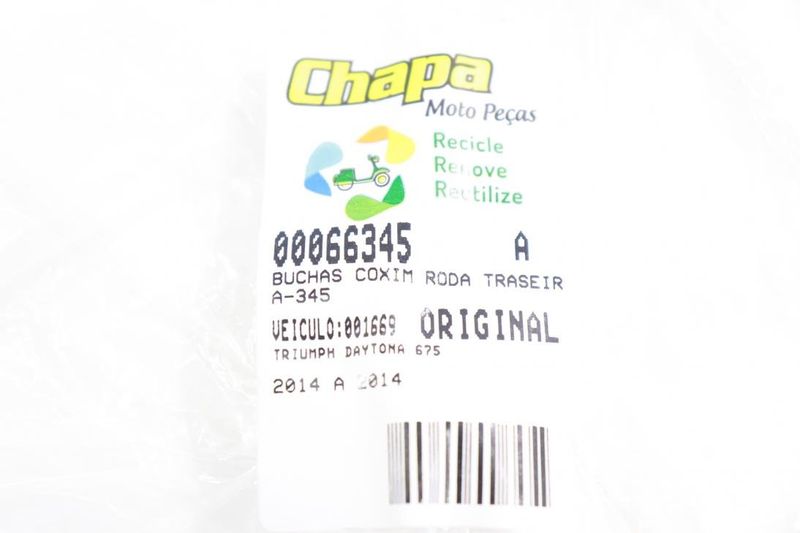 Chapa
Moto Peças
Recicle
Renove
Reutilize
00066345 A
BUCHAS COXIM RODA TRASEIR
A-345
VEICULO:001669 ORIGINAL
TRIUMPH DAYTONA 675
2014 A 2014